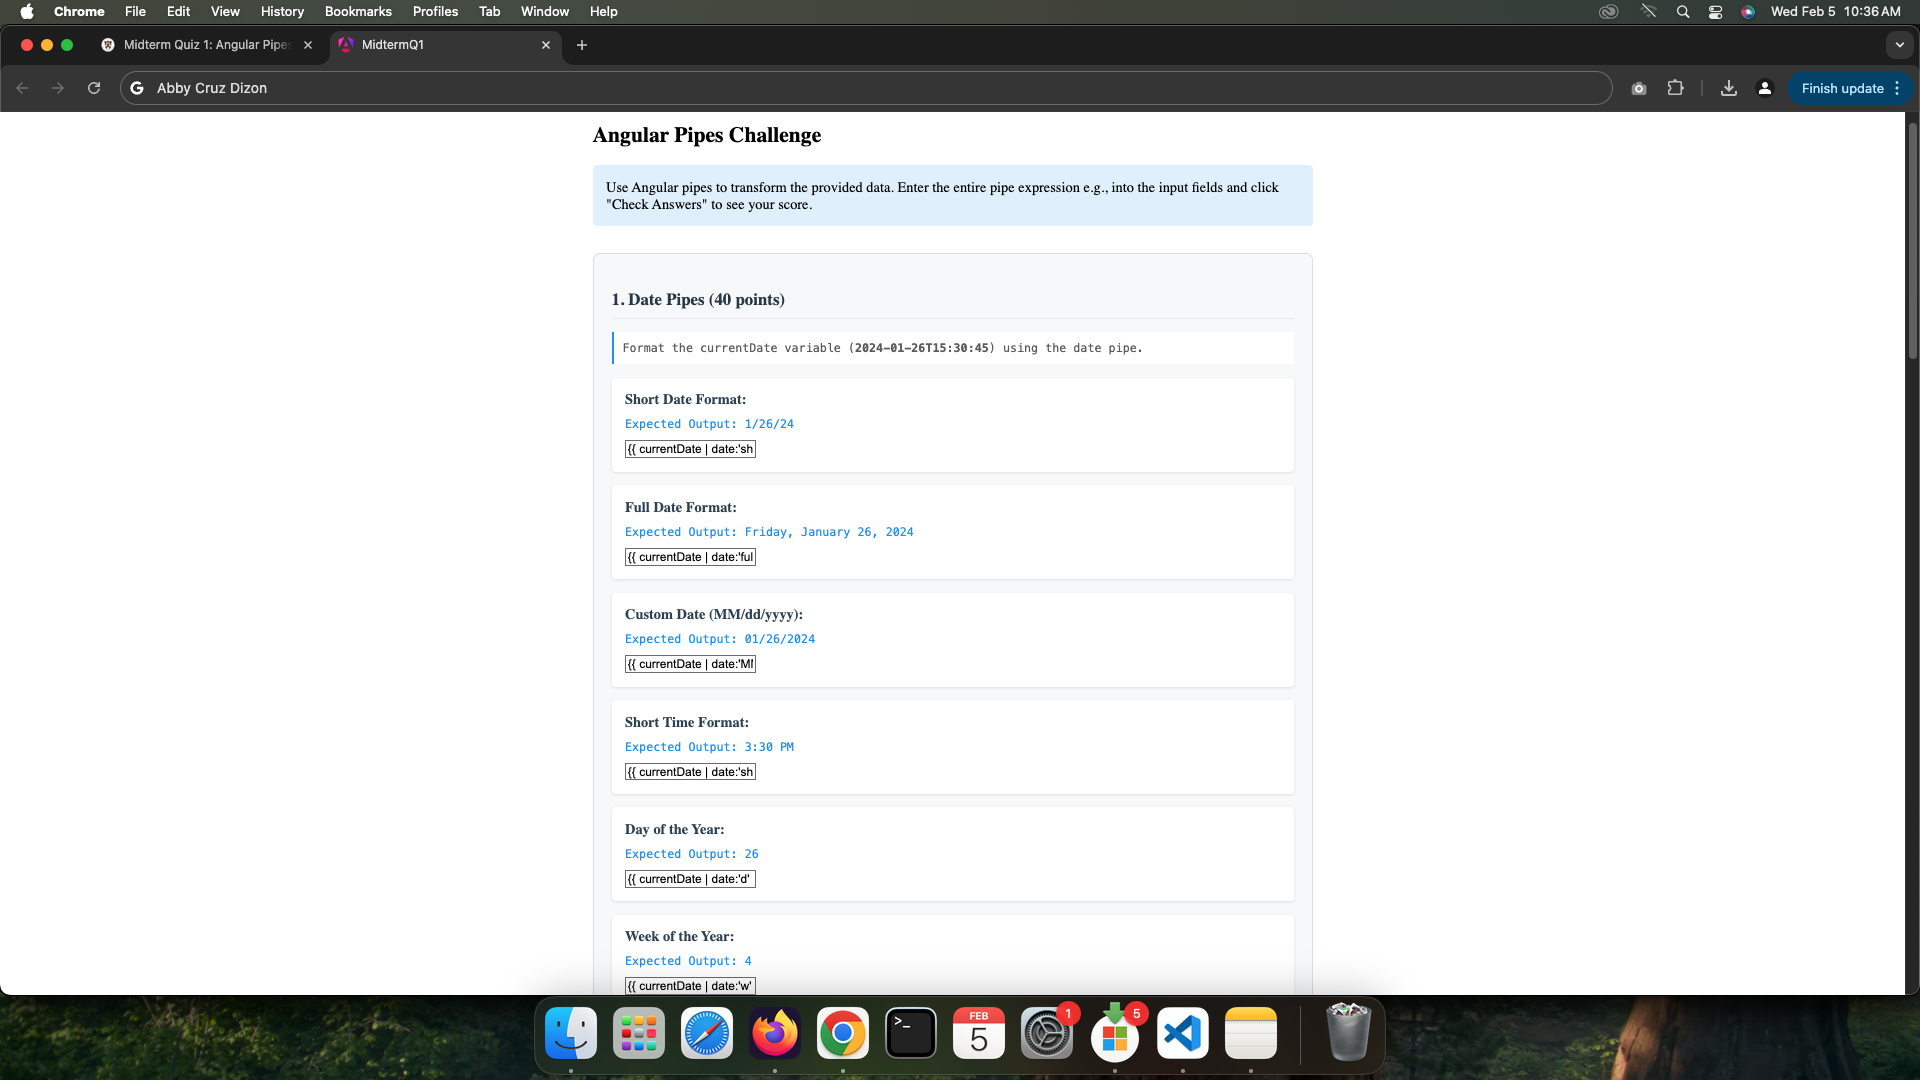 Chrome File Edit View History Bookmarks Profiles Tab Window Help Wed Feb 5 10:36 AM
Midterm Quiz 1: Angular Pipes MidtermQ1
Abby Cruz Dizon Finish update
Angular Pipes Challenge
Use Angular pipes to transform the provided data. Enter the entire pipe expression e.g., into the input fields and click
"Check Answers" to see your score.
1. Date Pipes (40 points)
Format the currentDate variable (2024-01-26T15:30:45) using the date pipe.
Short Date Format:
Expected Output: 1/26/24
{{ currentDate | date:'sh
Full Date Format:
Expected Output: Friday, January 26, 2024
{{ currentDate | date:'ful
Custom Date (MM/dd/yyyy):
Expected Output: 01/26/2024
{{ currentDate | date:'MM
Short Time Format:
Expected Output: 3:30 PM
{{ currentDate | date:'sh
Day of the Year:
Expected Output: 26
{{ currentDate | date:'d'
Week of the Year:
Expected Output: 4
{{ currentDate | date:'w'
>_
FEB
5
1
5